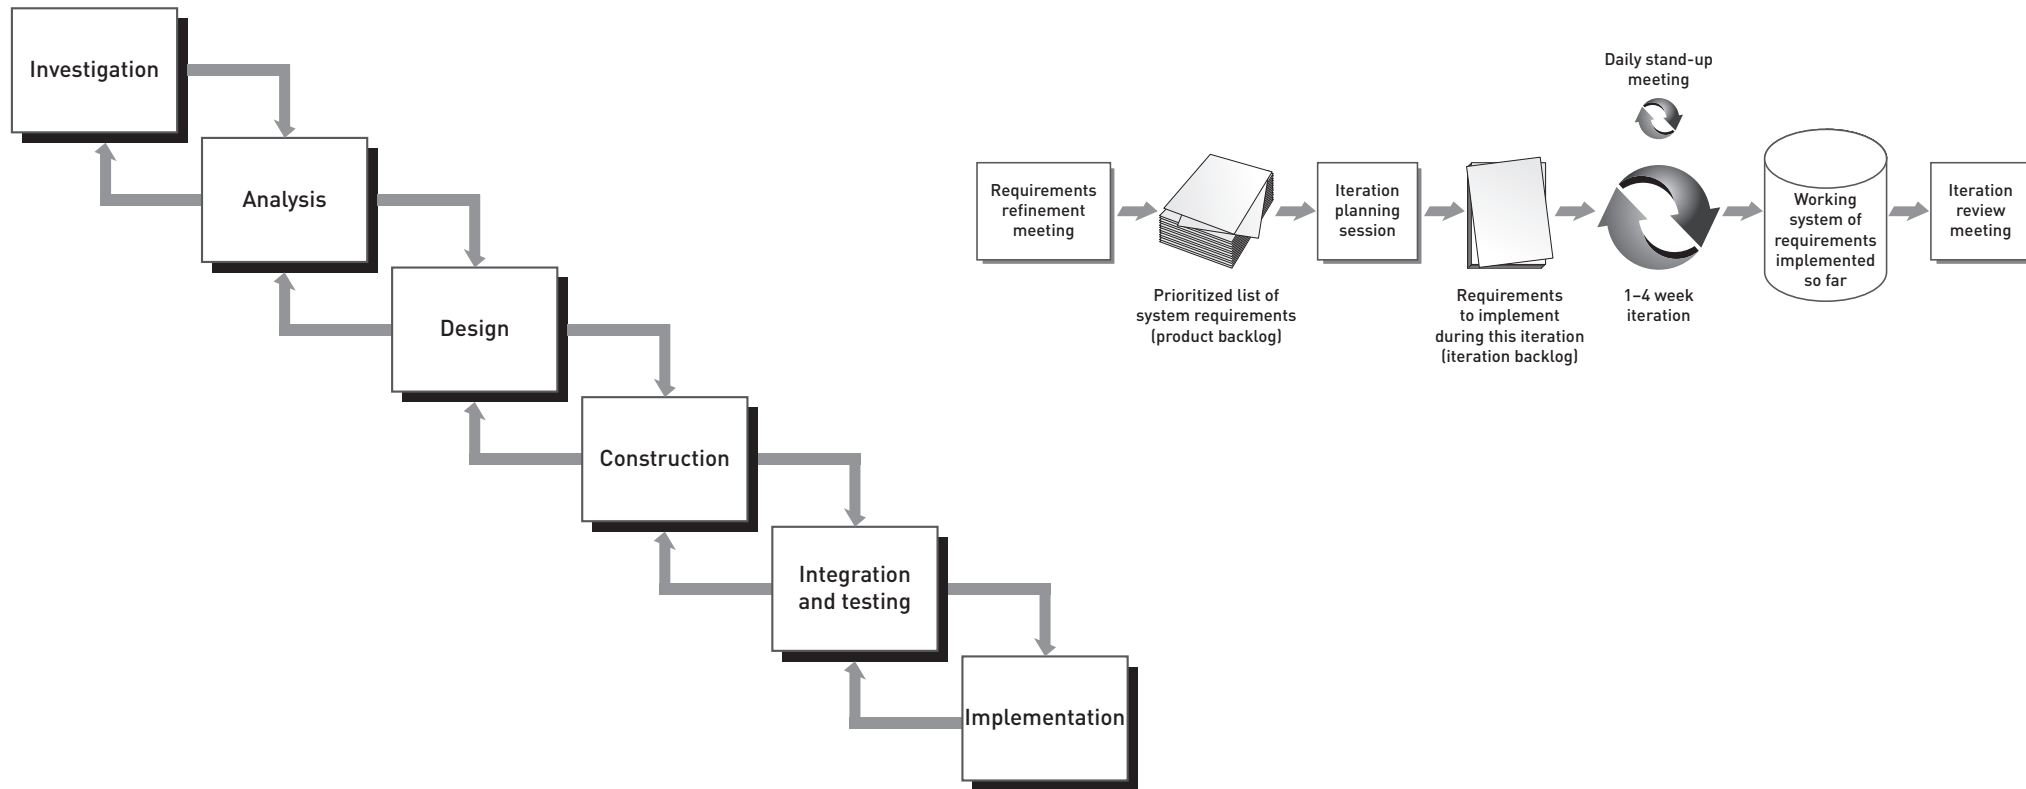 Investigation
Analysis
Design
Construction
Integration
and testing
Implementation
Daily stand-up
meeting
Requirements
refinement
meeting
Prioritized list of
system requirements
(product backlog)
Iteration
planning
session
Requirements
to implement
during this iteration
(iteration backlog)
1–4 week
iteration
Working
system of
requirements
implemented
so far
Iteration
review
meeting